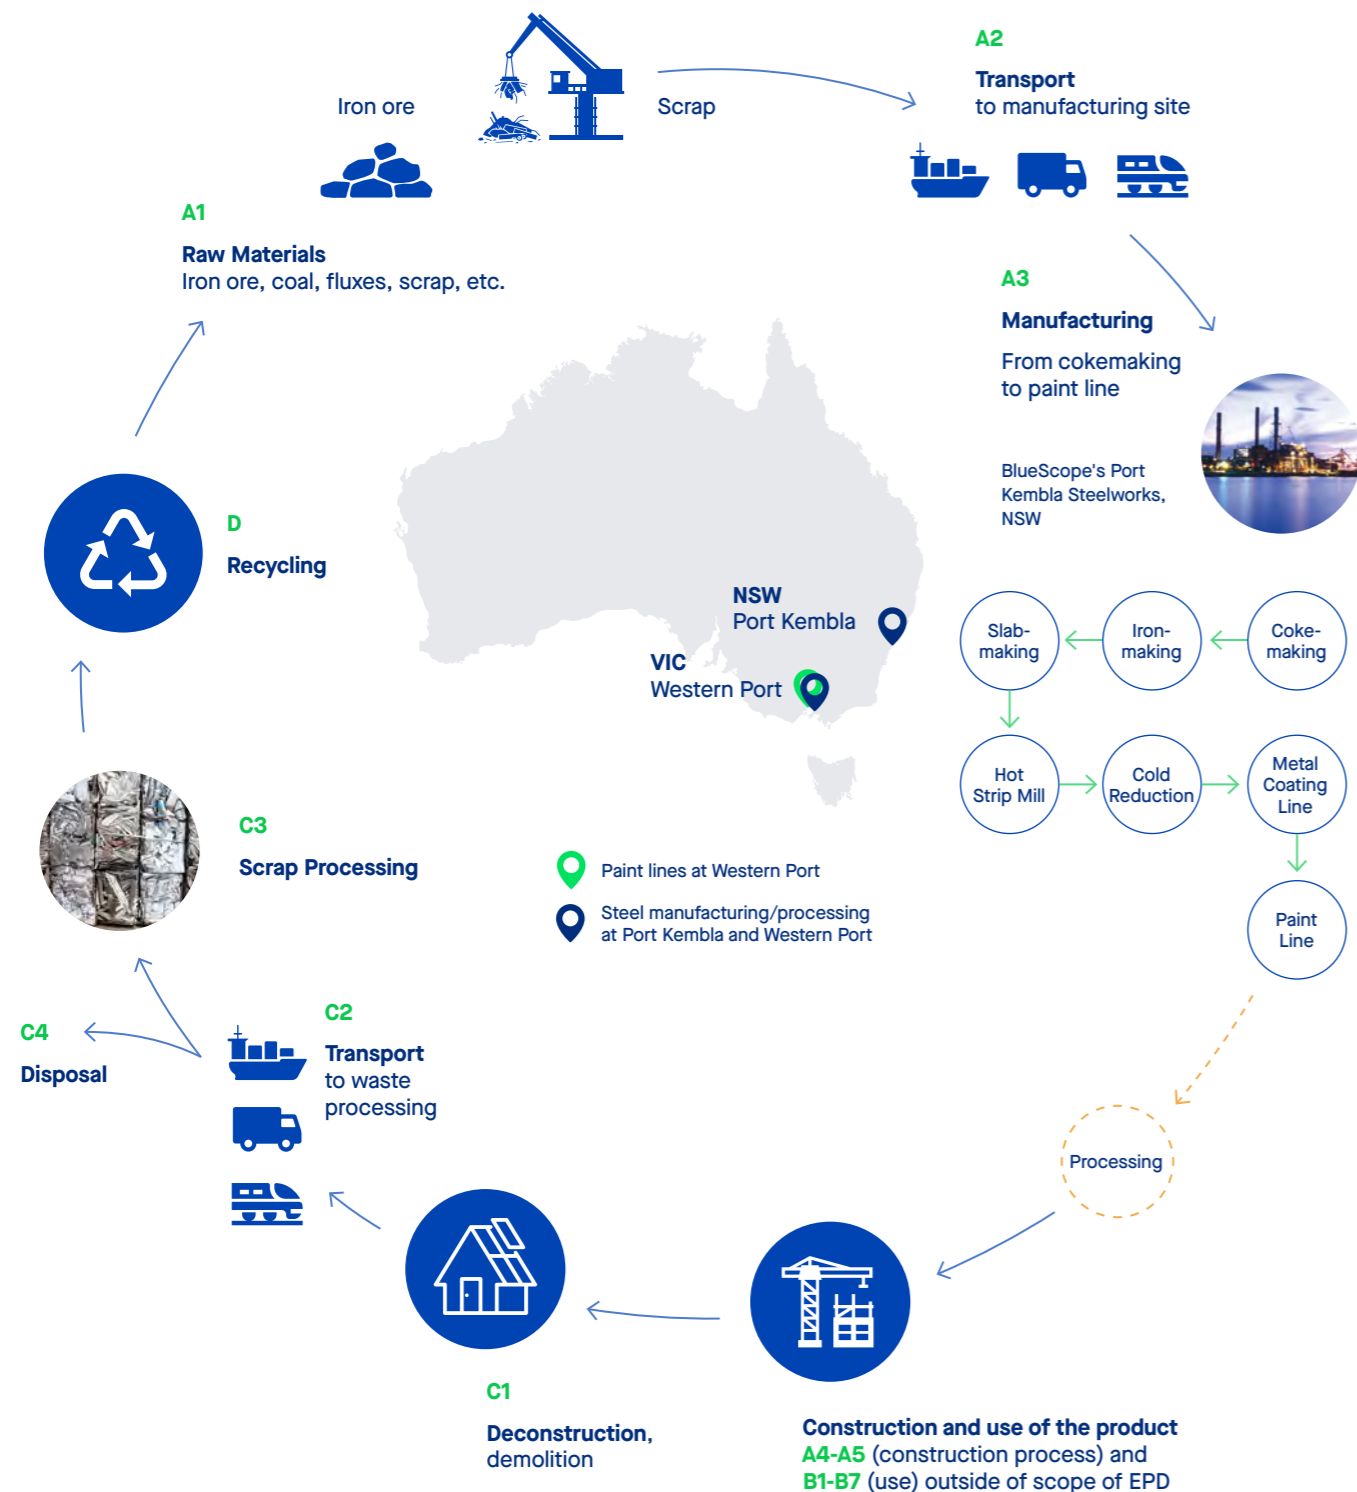 Iron ore
Scrap
A2
Transport
to manufacturing site
A1
Raw Materials
Iron ore, coal, fluxes, scrap, etc.
A3
Manufacturing
From cokemaking
to paint line
BlueScope's Port
Kembla Steelworks,
NSW
D
Recycling
NSW
Port Kembla
VIC
Western Port
Slab-
making
Iron-
making
Coke-
making
Hot
Strip Mill
Cold
Reduction
Metal
Coating
Line
Paint
Line
C3
Scrap Processing
Paint lines at Western Port
Steel manufacturing/processing
at Port Kembla and Western Port
C4
Disposal
C2
Transport
to waste
processing
Processing
C1
Deconstruction,
demolition
Construction and use of the product
A4-A5 (construction process) and
B1-B7 (use) outside of scope of EPD